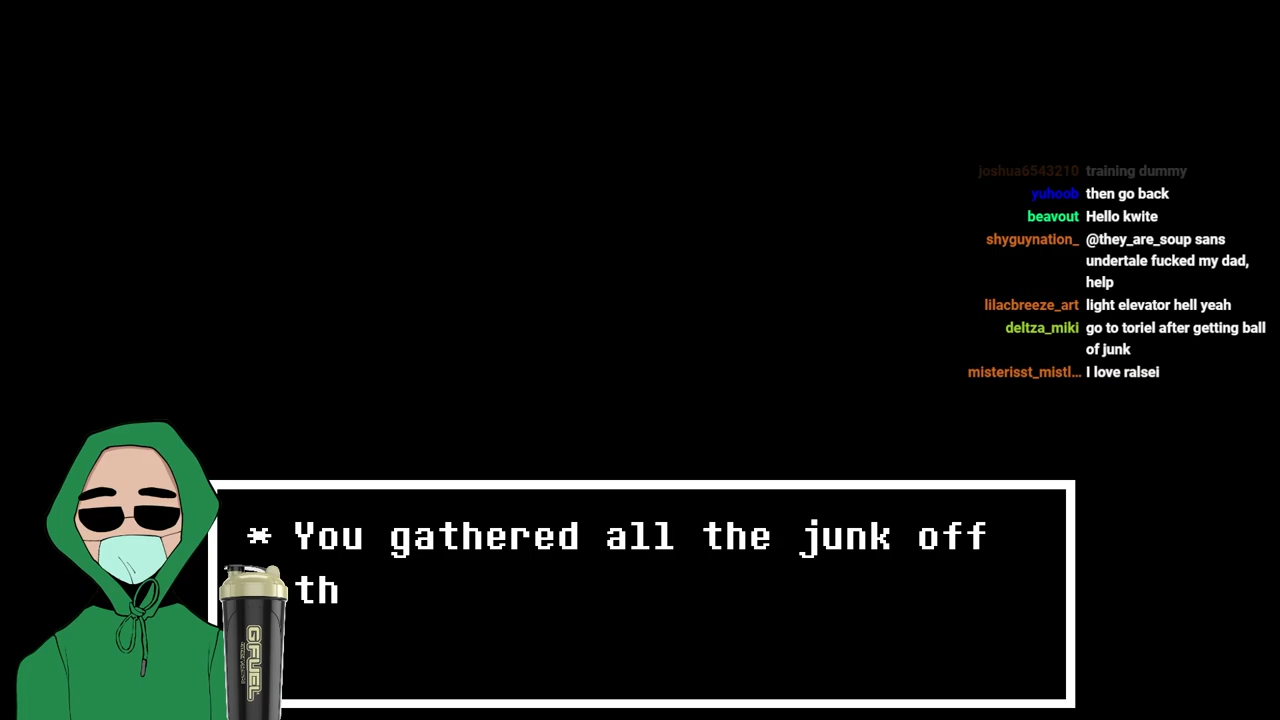 joshua6543210 training dummy
yuhoob then go back
beavout Hello kwite
shyguynation_ @they_are_soup sans
undertale fucked my dad,
help
lilacbreeze_art light elevator hell yeah
deltza_miki go to toriel after getting ball
of junk
misterisst_mistl... I love ralsei
* You gathered all the junk off
th
GFUEL